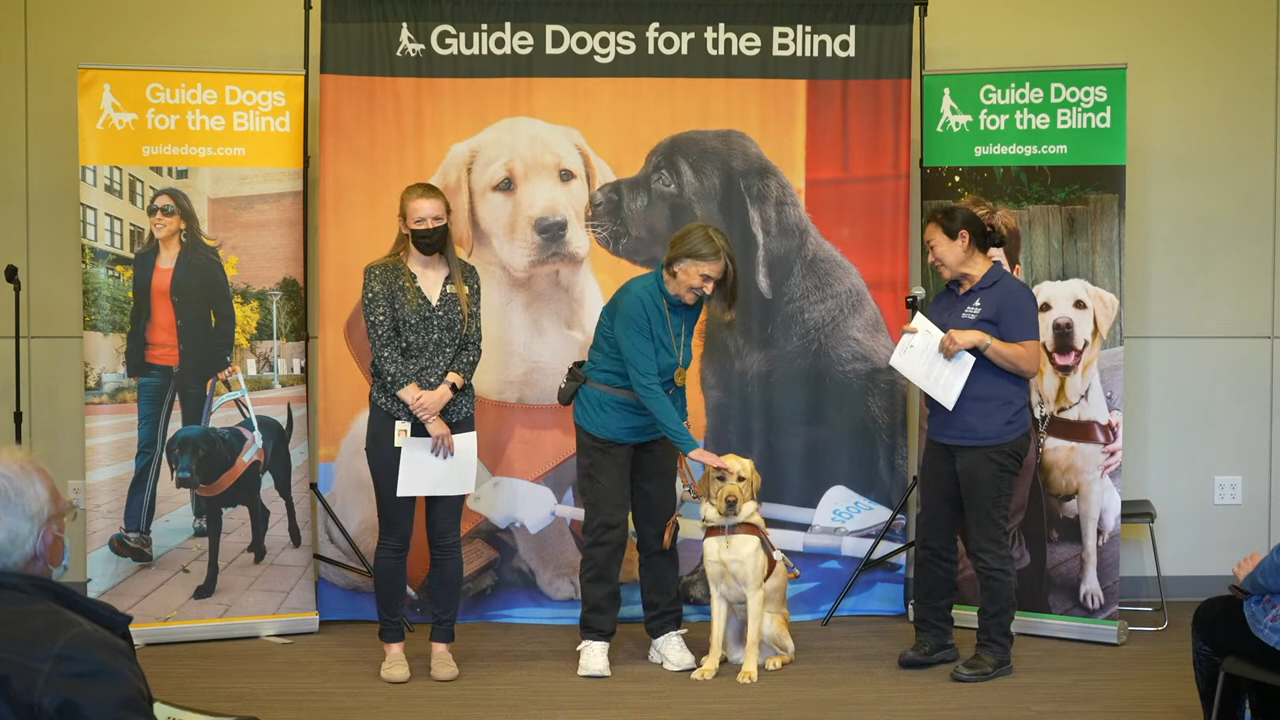 Guide Dogs for the Blind
Guide Dogs
for the Blind
guidedogs.com
Guide Dogs
for the Blind
guidedogs.com
Dogs